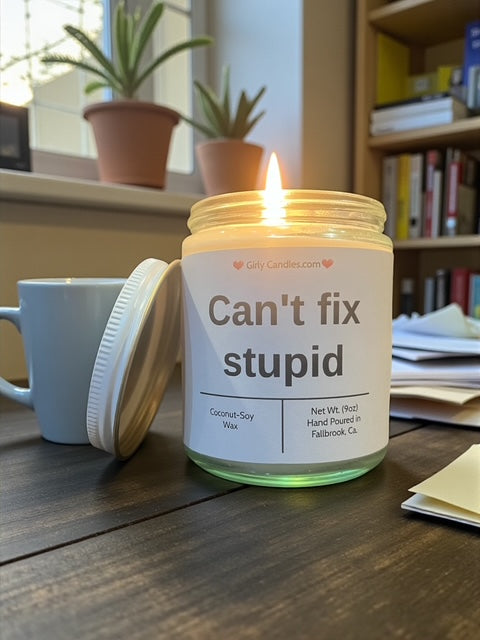 Girly Candles.com
Can't fix
stupid
Coconut-Soy
Wax
Net Wt. (9oz)
Hand Poured in
Fallbrook, Ca.